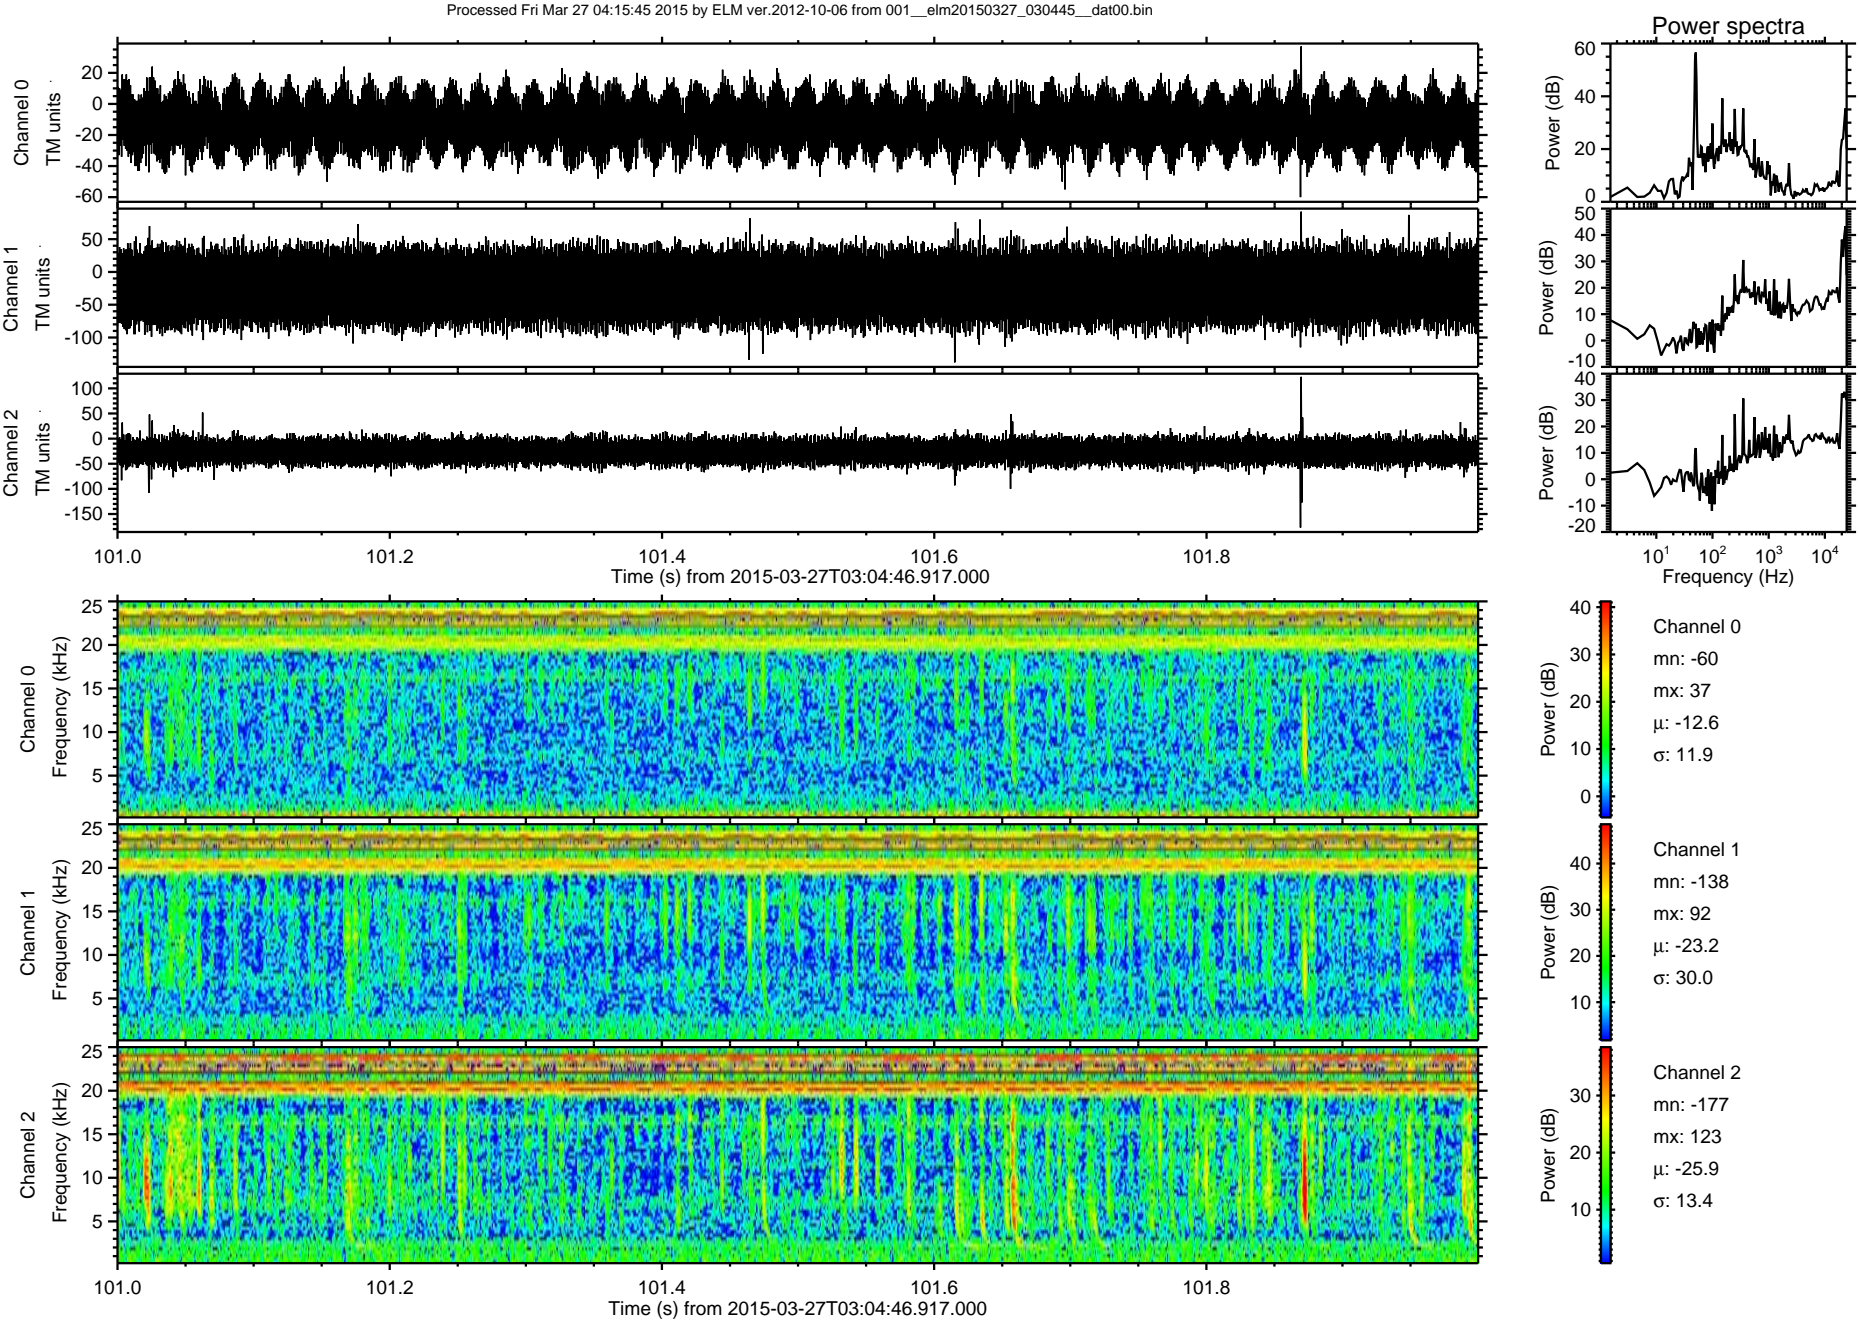 Processed Fri Mar 27 04:15:45 2015 by ELM ver.2012-10-06 from 001__elm20150327_030445__dat00.bin
Power spectra
Channel 0
TM units
20
0
-20
-40
-60
Power (dB)
60
40
20
0
Channel 1
TM units
50
0
-50
-100
Power (dB)
50
40
30
20
10
0
-10
Channel 2
TM units
100
50
0
-50
-100
-150
Power (dB)
40
30
20
10
0
-10
-20
101.0 101.2 101.4 101.6 101.8
Time (s) from 2015-03-27T03:04:46.917.000
10¹ 10² 10³ 10⁴
Frequency (Hz)
Channel 0
Frequency (kHz)
25
20
15
10
5
Power (dB)
40
30
20
10
0
Channel 0
mn: -60
mx: 37
μ: -12.6
σ: 11.9
Channel 1
Frequency (kHz)
25
20
15
10
5
Power (dB)
40
30
20
10
Channel 1
mn: -138
mx: 92
μ: -23.2
σ: 30.0
Channel 2
Frequency (kHz)
25
20
15
10
5
Power (dB)
30
20
10
Channel 2
mn: -177
mx: 123
μ: -25.9
σ: 13.4
101.0 101.2 101.4 101.6 101.8
Time (s) from 2015-03-27T03:04:46.917.000